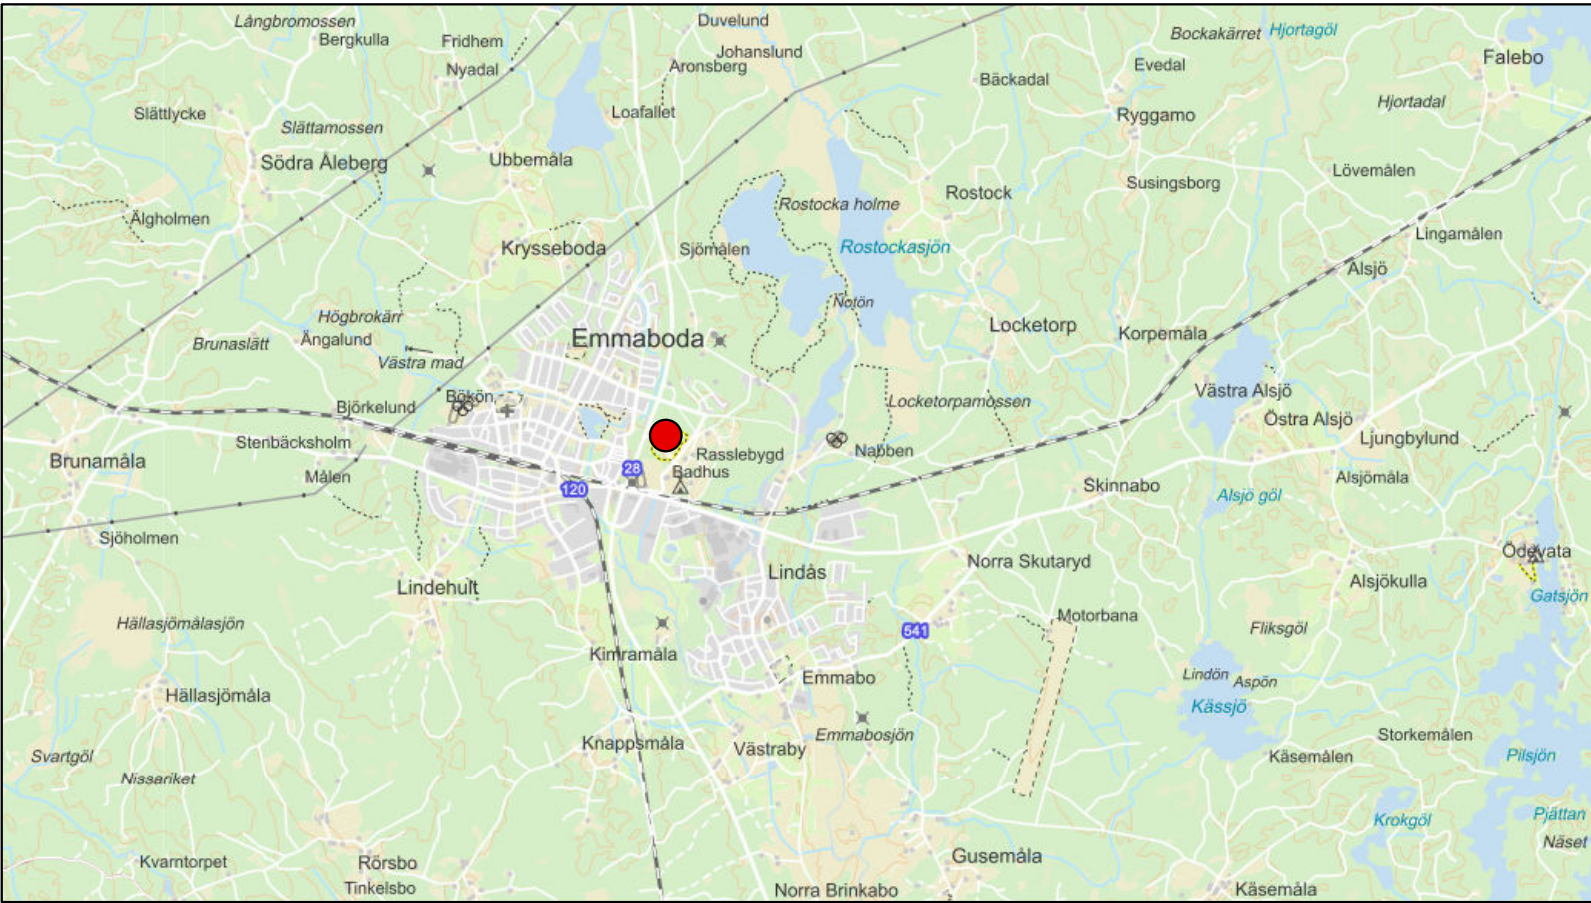 Långbromossen
Duvelund
Bockakärret
Hjortagöl
Bergkulla
Fridhem
Johanslund
Falebo
Nyadal
Aronsberg
Evedal
Bäckadal
Hjortadal
Slättlycke
Loafallet
Ryggamo
Slättamossen
Södra Åleberg
Ubbemåla
Lövemålen
Susingsborg
Rostock
Rostocka holme
Älgholmen
Lingamålen
Krysseboda
Sjömålen
Rostockasjön
Alsjö
Notön
Högbrokärr
Locketorp
Korpemåla
Ängalund
Brunaslätt
Emmaboda
Västra mad
Västra Alsjö
Bökön
Björkelund
Locketorpamossen
Östra Alsjö
Ljungbylund
Stenbäcksholm
Nabben
Rasslebygd
Brunamåla
28
Badhus
Målen
Alsjömåla
Skinnabo
120
Alsjö göl
Sjöholmen
Ödevata
Norra Skutaryd
Lindås
Alsjökulla
Lindehult
Gatsjön
Motorbana
Hällasjömålasjön
Fliksgöl
541
Kimramåla
Lindön
Aspön
Emmabo
Hällasjömåla
Kässjö
Emmabosjön
Storkemålen
Knappsmåla
Västraby
Svartgöl
Käsemålen
Pilsjön
Nissariket
Krokgöl
Pjättan
Näset
Gusemåla
Kvarntorpet
Rörsbo
Tinkelsbo
Norra Brinkabo
Käsemåla